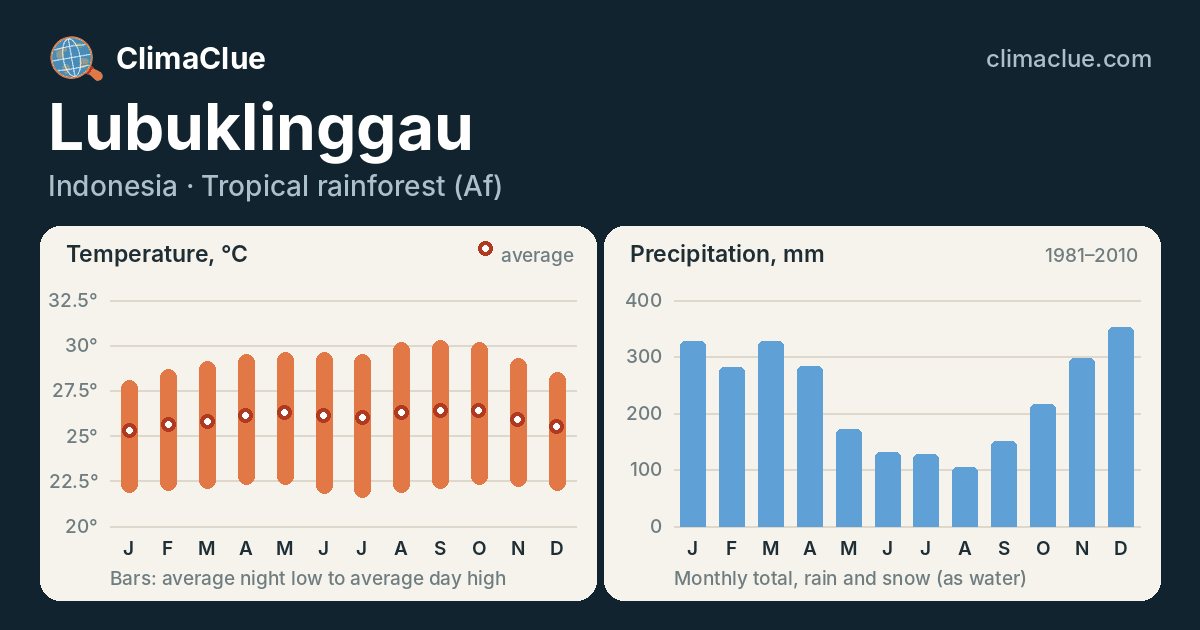 ClimaClue
climaclue.com
Lubuklinggau
Indonesia · Tropical rainforest (Af)
Temperature, °C
average
32.5°
30°
27.5°
25°
22.5°
20°
J F M A M J J A S O N D
Bars: average night low to average day high
Precipitation, mm
1981–2010
400
300
200
100
0
J F M A M J J A S O N D
Monthly total, rain and snow (as water)